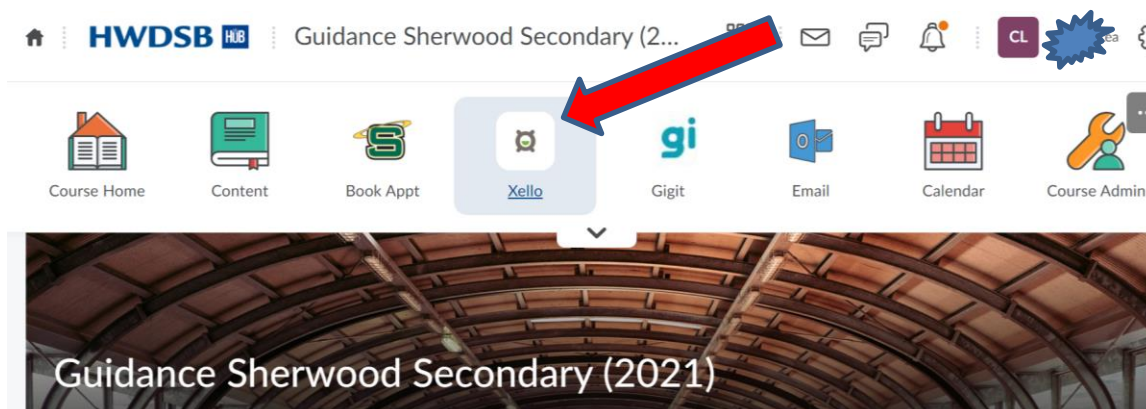 HWDSB HUB Guidance Sherwood Secondary (2... CL ea
S gi
Course Home Content Book Appt Xello Gigit Email Calendar Course Admin
Guidance Sherwood Secondary (2021)